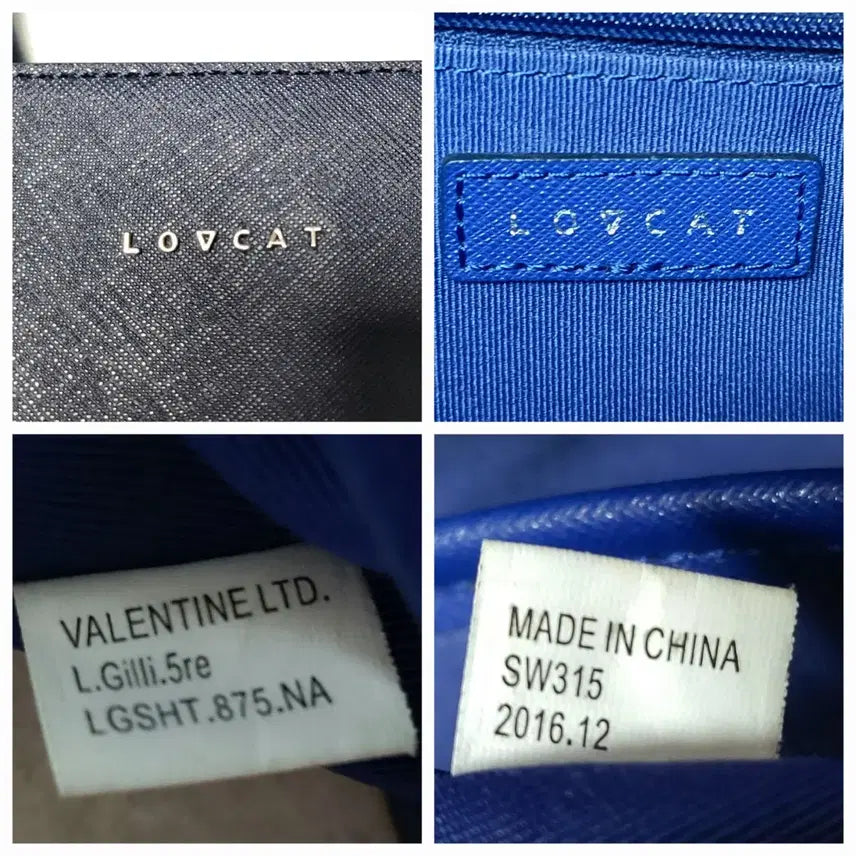 LOVCAT
LOVCAT
VALENTINE LTD.
L.Gilli.5re
LGSHT.875.NA
MADE IN CHINA
SW315
2016.12